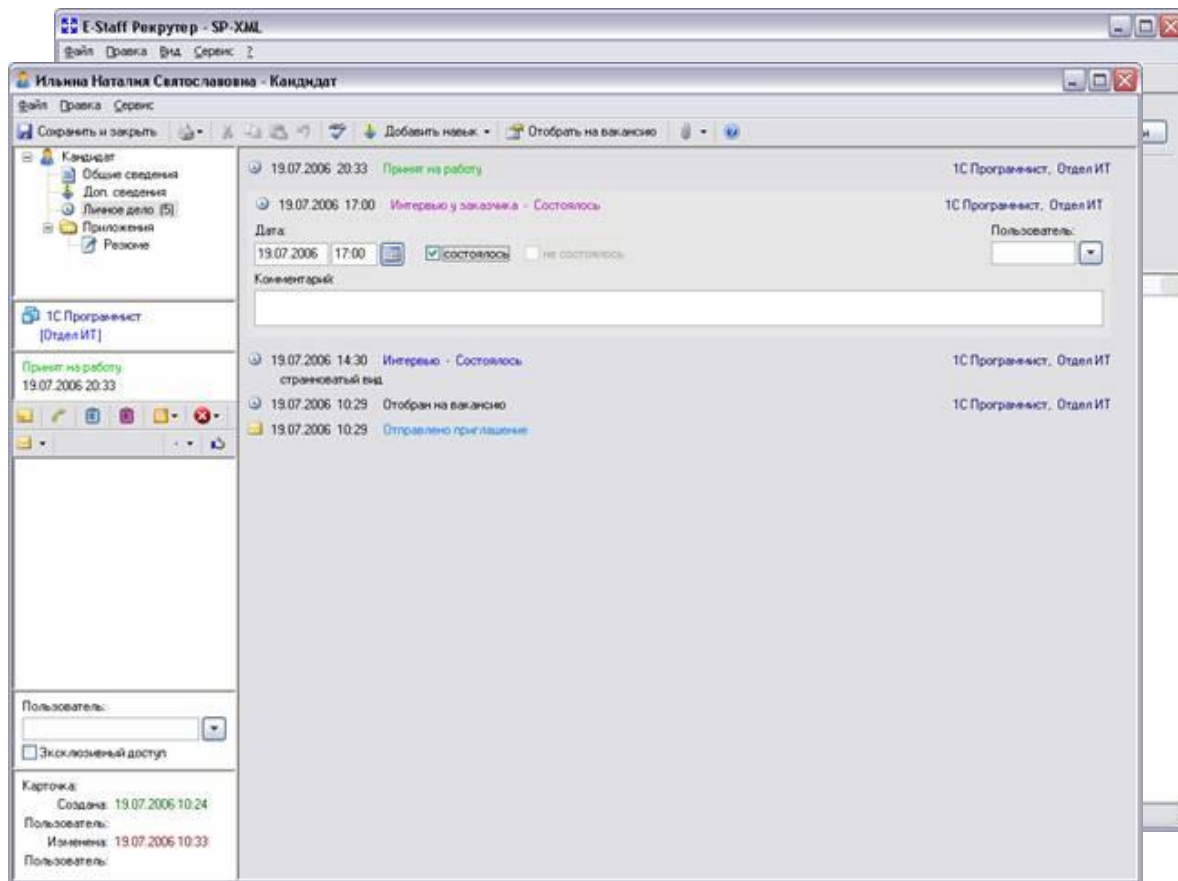 E-Staff Рекрутер - SP-XML
Файл Правка Вид Сервис ?
Ильина Наталия Святославовна - Кандидат
Файл Правка Сервис
Сохранить и закрыть Добавить навык Отобрать на вакансию
Кандидат
Общие сведения
Доп. сведения
Личное дело (5)
Приложения
Резюме
1С Программист
[Отдел ИТ]
Принят на работу
19.07.2006 20:33
Пользователь:
Эксклюзивный доступ
Карточка:
Создана: 19.07.2006 10:24
Пользователь:
Изменена: 19.07.2006 10:33
Пользователь:
19.07.2006 20:33 Принят на работу 1С Программист, Отдел ИТ
19.07.2006 17:00 Интервью у заказчика - Состоялось 1С Программист, Отдел ИТ
Дата: Пользователь:
19.07.2006 17:00 состоялось не состоялось
Комментарий:
19.07.2006 14:30 Интервью - Состоялось 1С Программист, Отдел ИТ
странноватый вид
19.07.2006 10:29 Отобран на вакансию 1С Программист, Отдел ИТ
19.07.2006 10:29 Отправлено приглашение